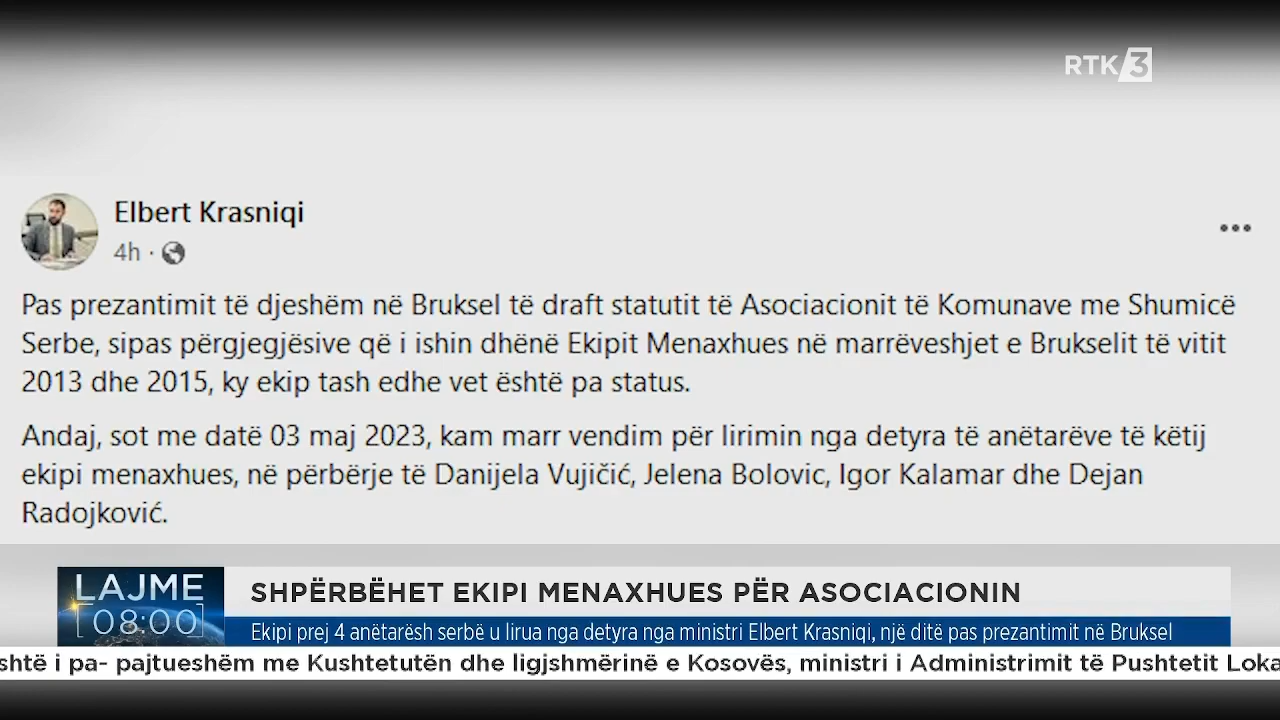 RTK 3
Elbert Krasniqi
4h ·
Pas prezantimit të djeshëm në Bruksel të draft statutit të Asociacionit të Komunave me Shumicë
Serbe, sipas përgjegjësive që i ishin dhënë Ekipit Menaxhues në marrëveshjet e Brukselit të vitit
2013 dhe 2015, ky ekip tash edhe vet është pa status.
Andaj, sot me datë 03 maj 2023, kam marr vendim për lirimin nga detyra të anëtarëve të këtij
ekipi menaxhues, në përbërje të Danijela Vujičić, Jelena Bolovic, Igor Kalamar dhe Dejan
Radojković.
LAJME
08:00
SHPËRBËHET EKIPI MENAXHUES PËR ASOCIACIONIN
Ekipi prej 4 anëtarësh serbë u lirua nga detyra nga ministri Elbert Krasniqi, një ditë pas prezantimit në Bruksel
shtë i pa- pajtueshëm me Kushtetutën dhe ligjshmërinë e Kosovës, ministri i Administrimit të Pushtetit Loka